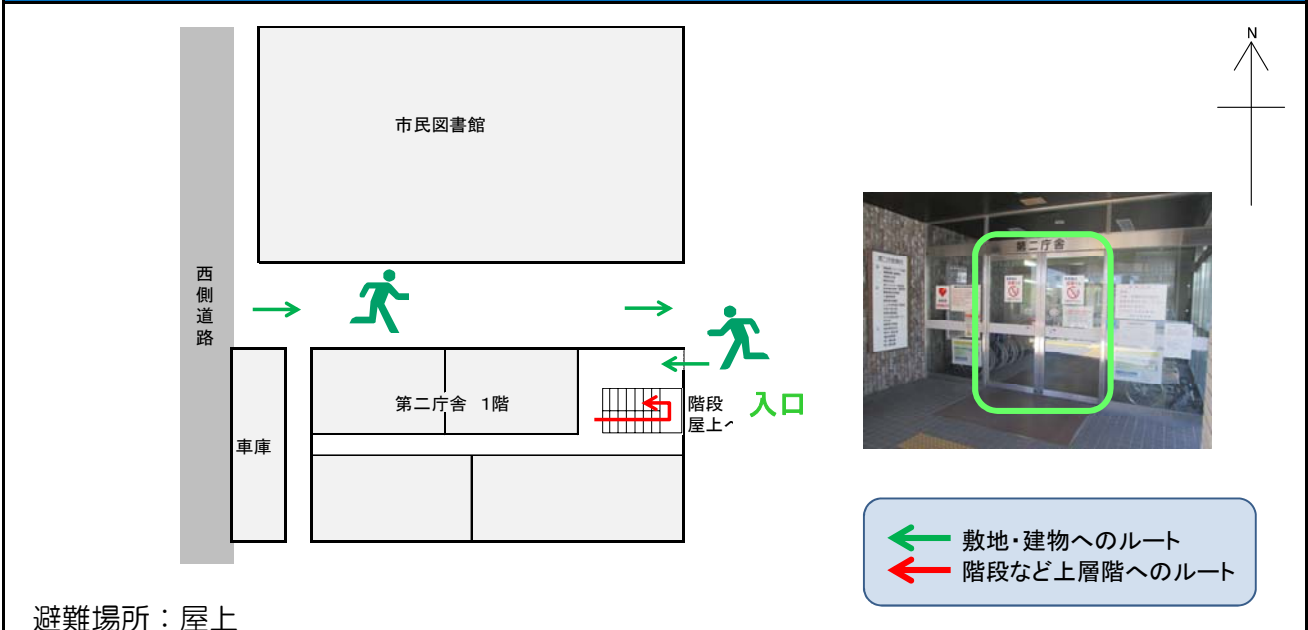 N
市民図書館
第二庁舎
西側道路
第二庁舎 1階
階段
屋上へ
入口
車庫
敷地・建物へのルート
階段など上層階へのルート
避難場所：屋上